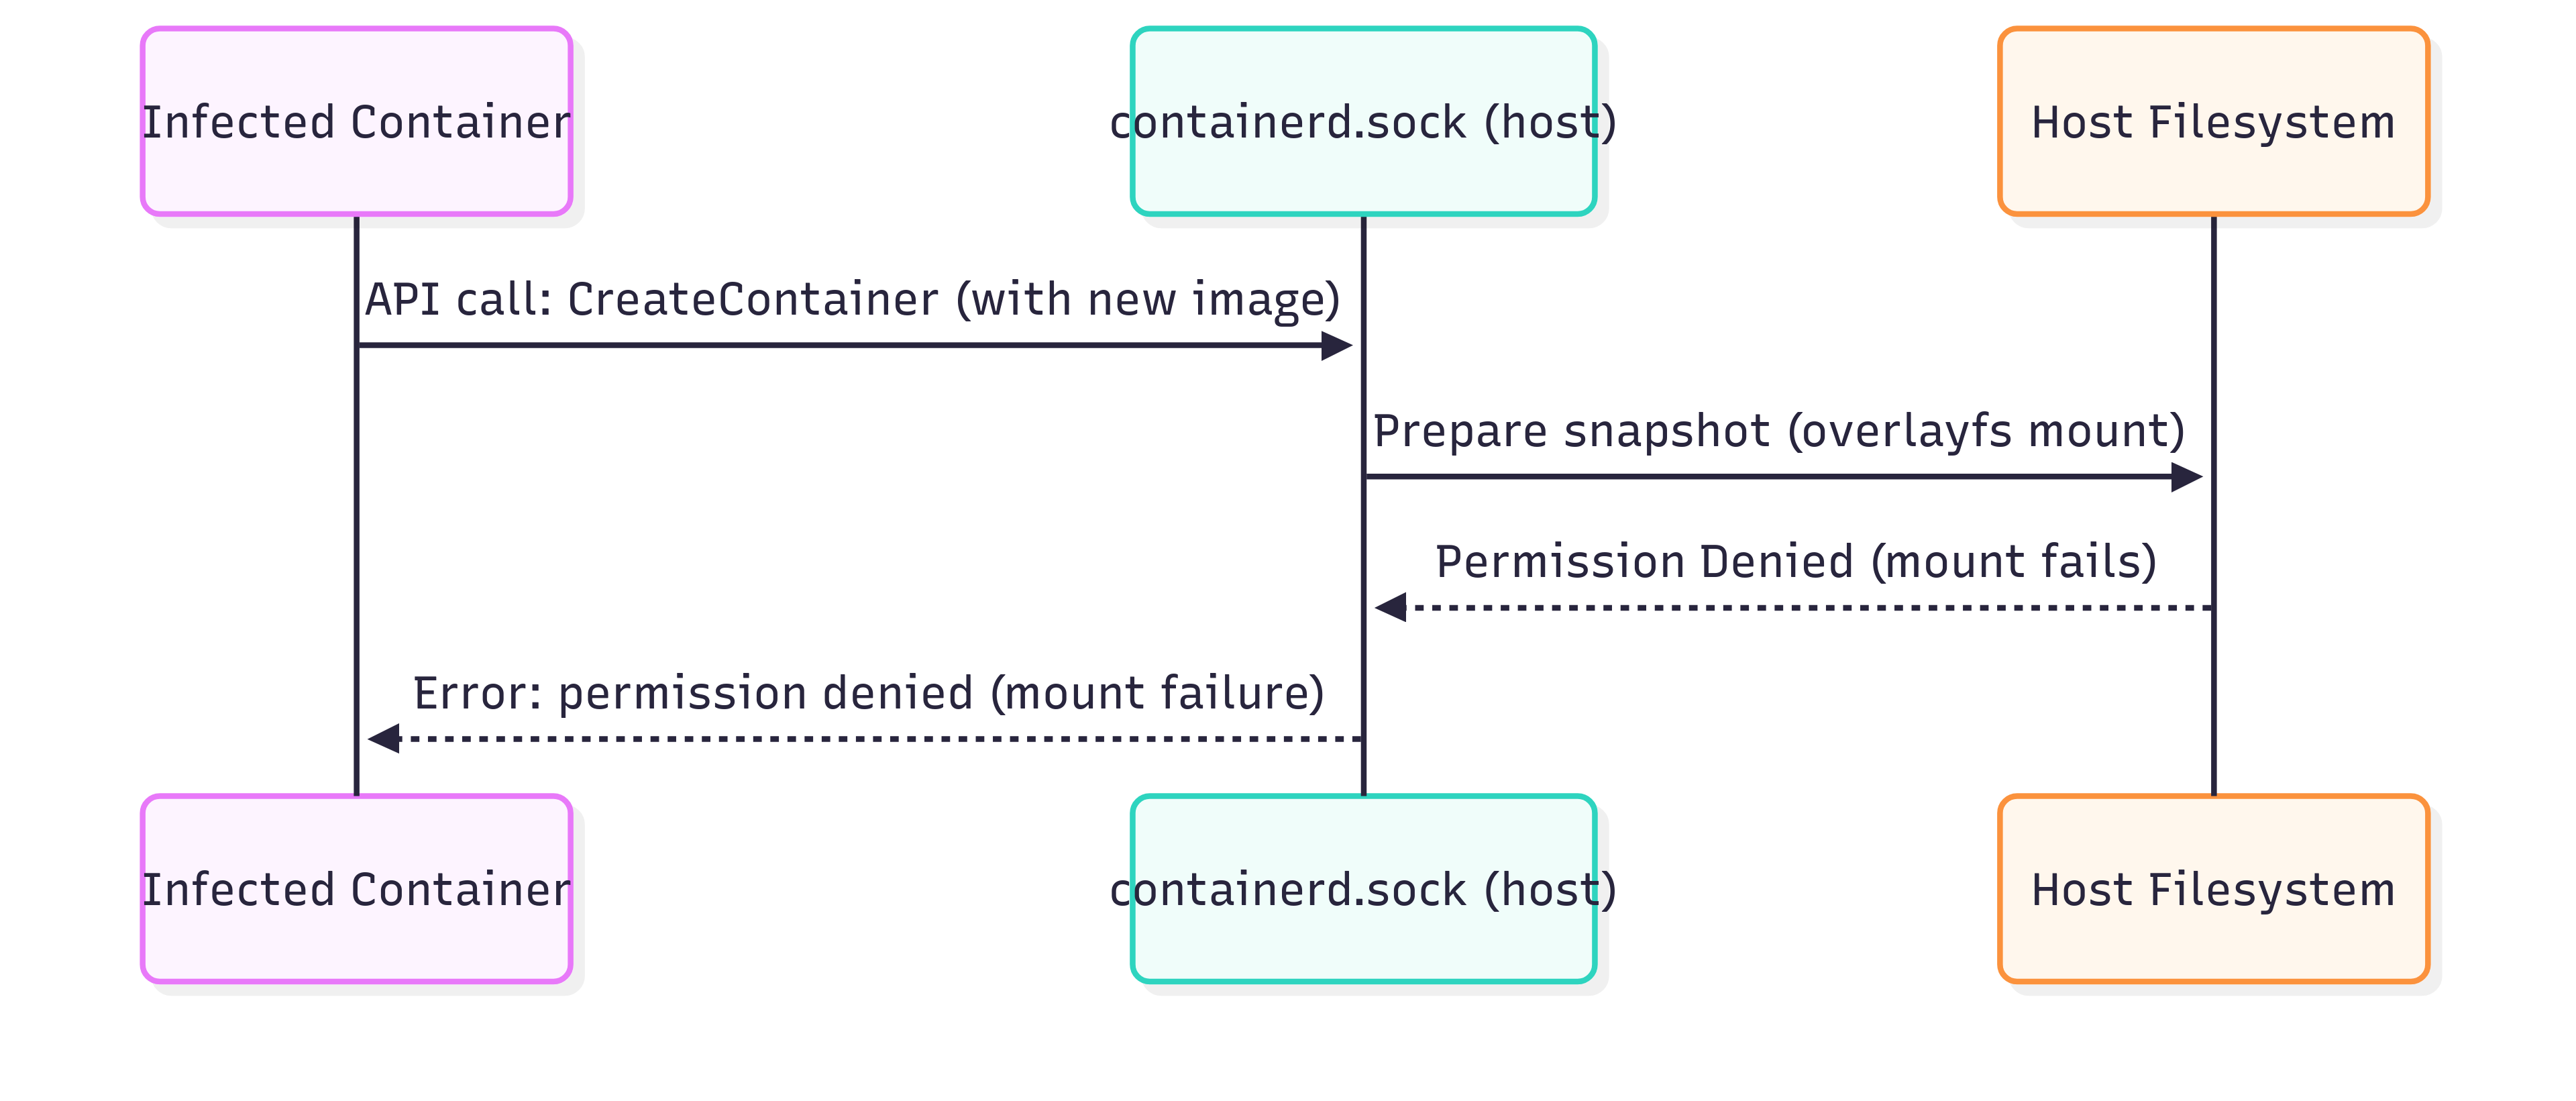 Infected Container
containerd.sock (host)
Host Filesystem
API call: CreateContainer (with new image)
Prepare snapshot (overlayfs mount)
Permission Denied (mount fails)
Error: permission denied (mount failure)
Infected Container
containerd.sock (host)
Host Filesystem